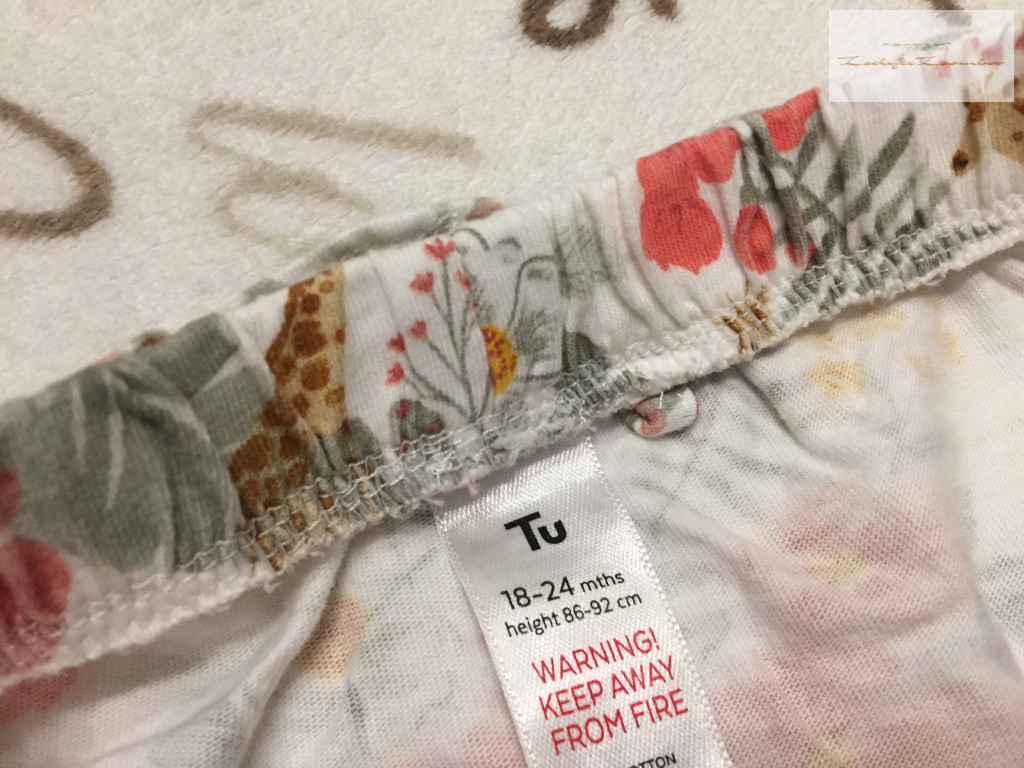 Tu
18-24 mths
height 86-92 cm
WARNING!
KEEP AWAY
FROM FIRE